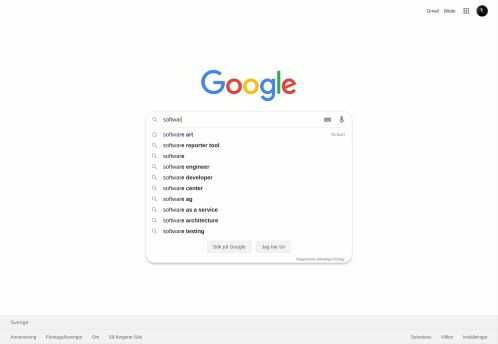 Gmail Bilder
Google
softwar
software art Ta bort
software reporter tool
software
software engineer
software developer
software center
software ag
software as a service
software architecture
software testing
Sök på Google Jag har tur
Rapportera olämpliga förslag
Sverige
Annonsering Företagslösningar Om Så fungerar Sök Sekretess Villkor Inställningar